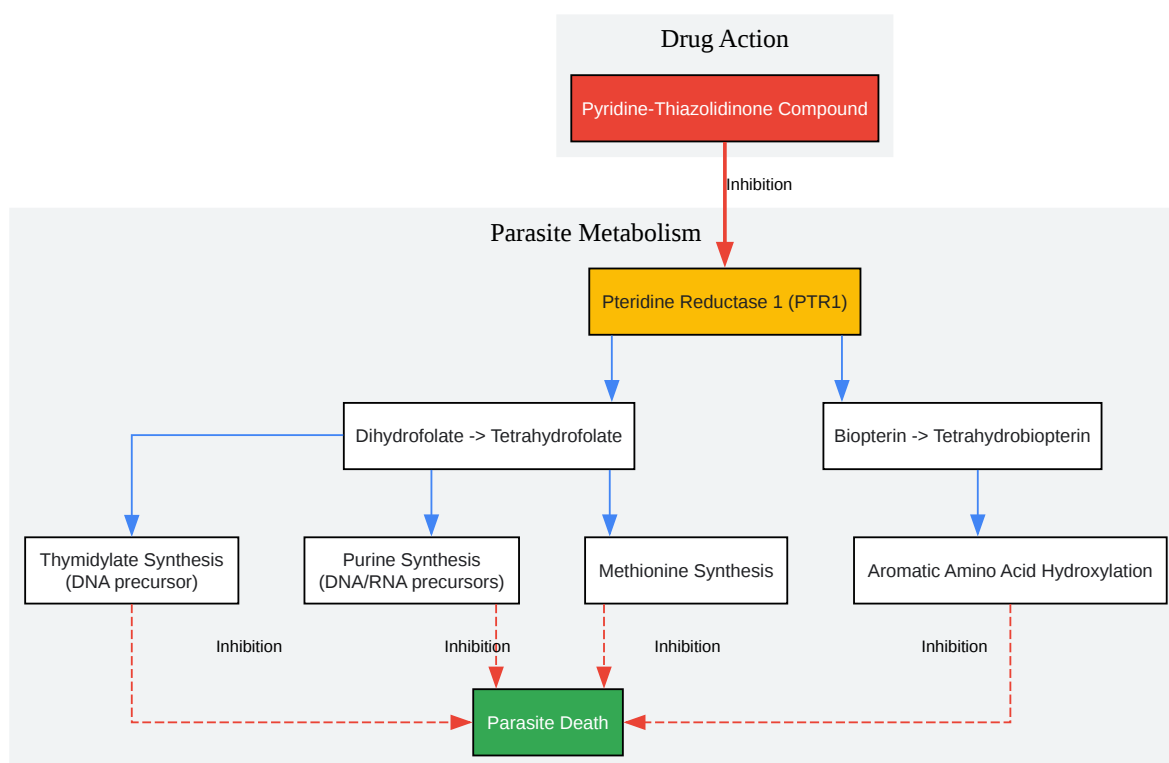 Drug Action
Pyridine-Thiazolidinone Compound
Inhibition
Parasite Metabolism
Pteridine Reductase 1 (PTR1)
Dihydrofolate -> Tetrahydrofolate
Biopterin -> Tetrahydrobiopterin
Thymidylate Synthesis
(DNA precursor)
Purine Synthesis
(DNA/RNA precursors)
Methionine Synthesis
Aromatic Amino Acid Hydroxylation
Inhibition
Inhibition
Inhibition
Inhibition
Parasite Death